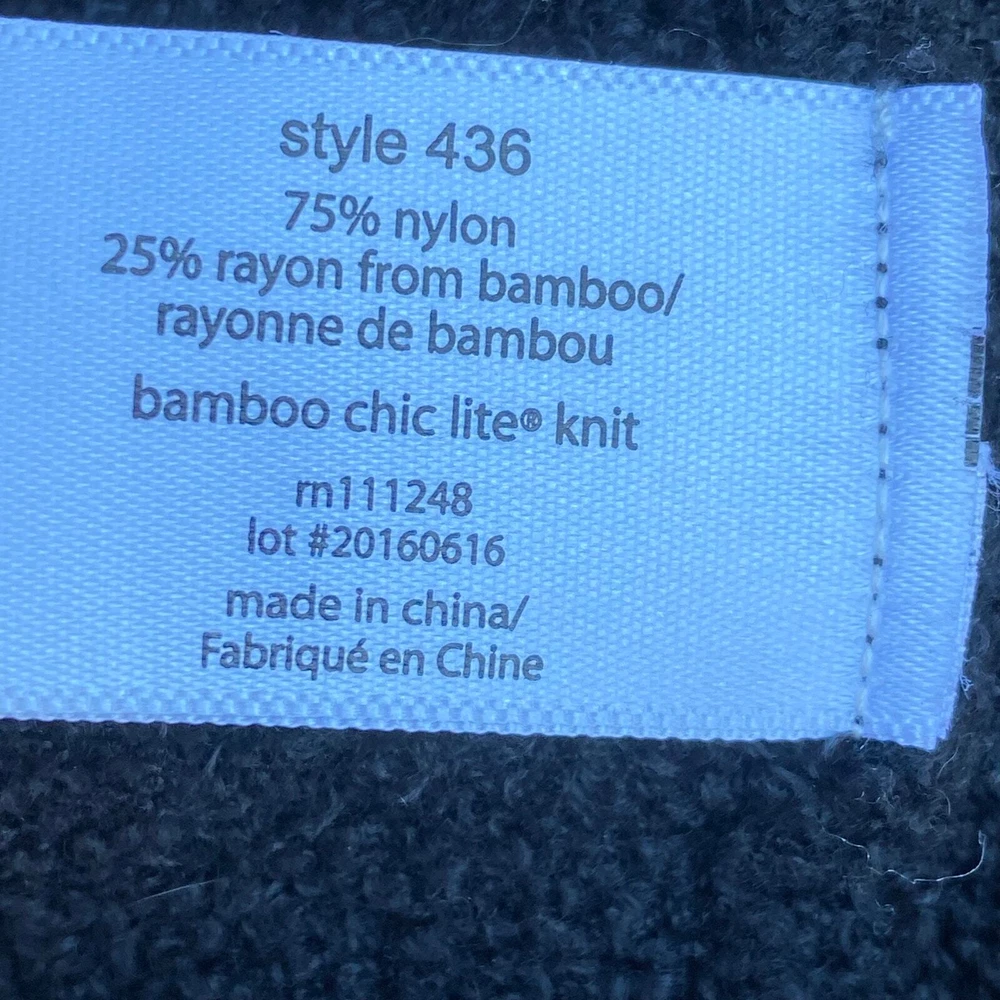 style 436
75% nylon
25% rayon from bamboo/
rayonne de bambou
bamboo chic lite® knit
rn111248
lot #20160616
made in china/
Fabriqué en Chine